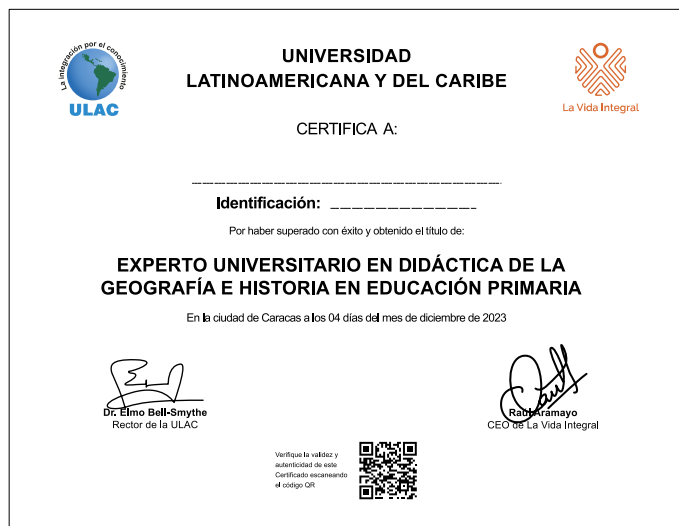 La integración por el conocimiento
ULAC
UNIVERSIDAD
LATINOAMERICANA Y DEL CARIBE
La Vida Integral
CERTIFICA A:
Identificación:
Por haber superado con éxito y obtenido el título de:
EXPERTO UNIVERSITARIO EN DIDÁCTICA DE LA
GEOGRAFÍA E HISTORIA EN EDUCACIÓN PRIMARIA
En la ciudad de Caracas a los 04 días del mes de diciembre de 2023
Dr. Elmo Bell-Smythe
Rector de la ULAC
Raúl Aramayo
CEO de La Vida Integral
Verifique la validez y
autenticidad de este
Certificado escaneando
el código QR